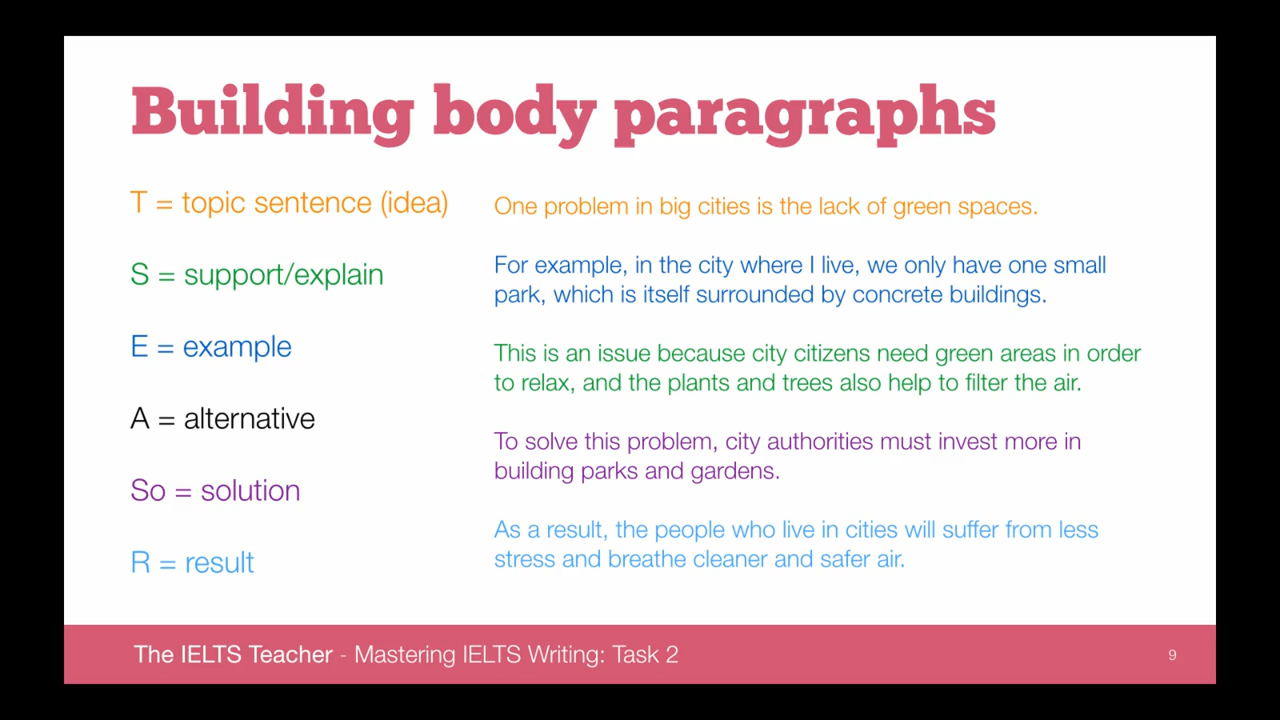 Building body paragraphs
T = topic sentence (idea)
S = support/explain
E = example
A = alternative
So = solution
R = result
One problem in big cities is the lack of green spaces.
For example, in the city where I live, we only have one small
park, which is itself surrounded by concrete buildings.
This is an issue because city citizens need green areas in order
to relax, and the plants and trees also help to filter the air.
To solve this problem, city authorities must invest more in
building parks and gardens.
As a result, the people who live in cities will suffer from less
stress and breathe cleaner and safer air.
The IELTS Teacher - Mastering IELTS Writing: Task 2
9